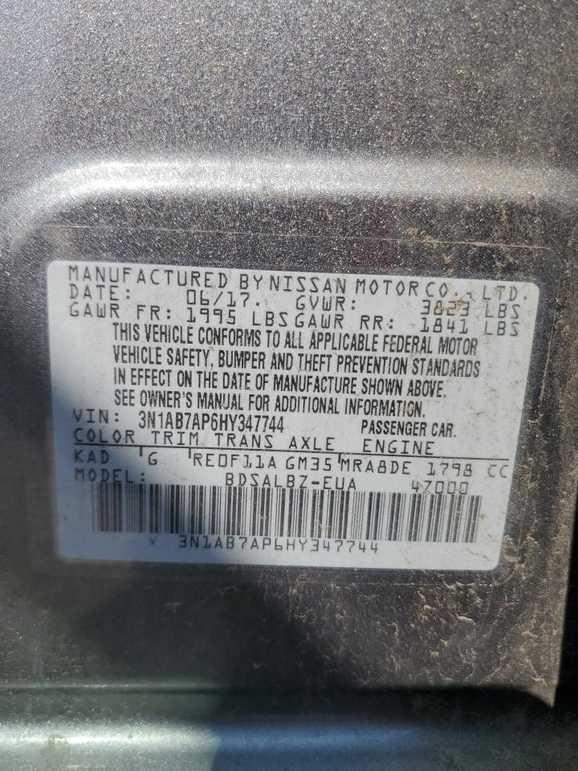 MANUFACTURED BY NISSAN MOTOR CO., LTD.
DATE: 06/17. GVWR: 3823 LBS
GAWR FR: 1995 LBS GAWR RR: 1841 LBS
THIS VEHICLE CONFORMS TO ALL APPLICABLE FEDERAL MOTOR
VEHICLE SAFETY, BUMPER AND THEFT PREVENTION STANDARDS
IN EFFECT ON THE DATE OF MANUFACTURE SHOWN ABOVE.
SEE OWNER'S MANUAL FOR ADDITIONAL INFORMATION.
VIN: 3N1AB7AP6HY347744 PASSENGER CAR.
COLOR TRIM TRANS AXLE ENGINE
KAD G RE0F11A GM35 MRA8DE 1798 CC
MODEL: BDSALBZ-EUA 47000
3N1AB7AP6HY347744